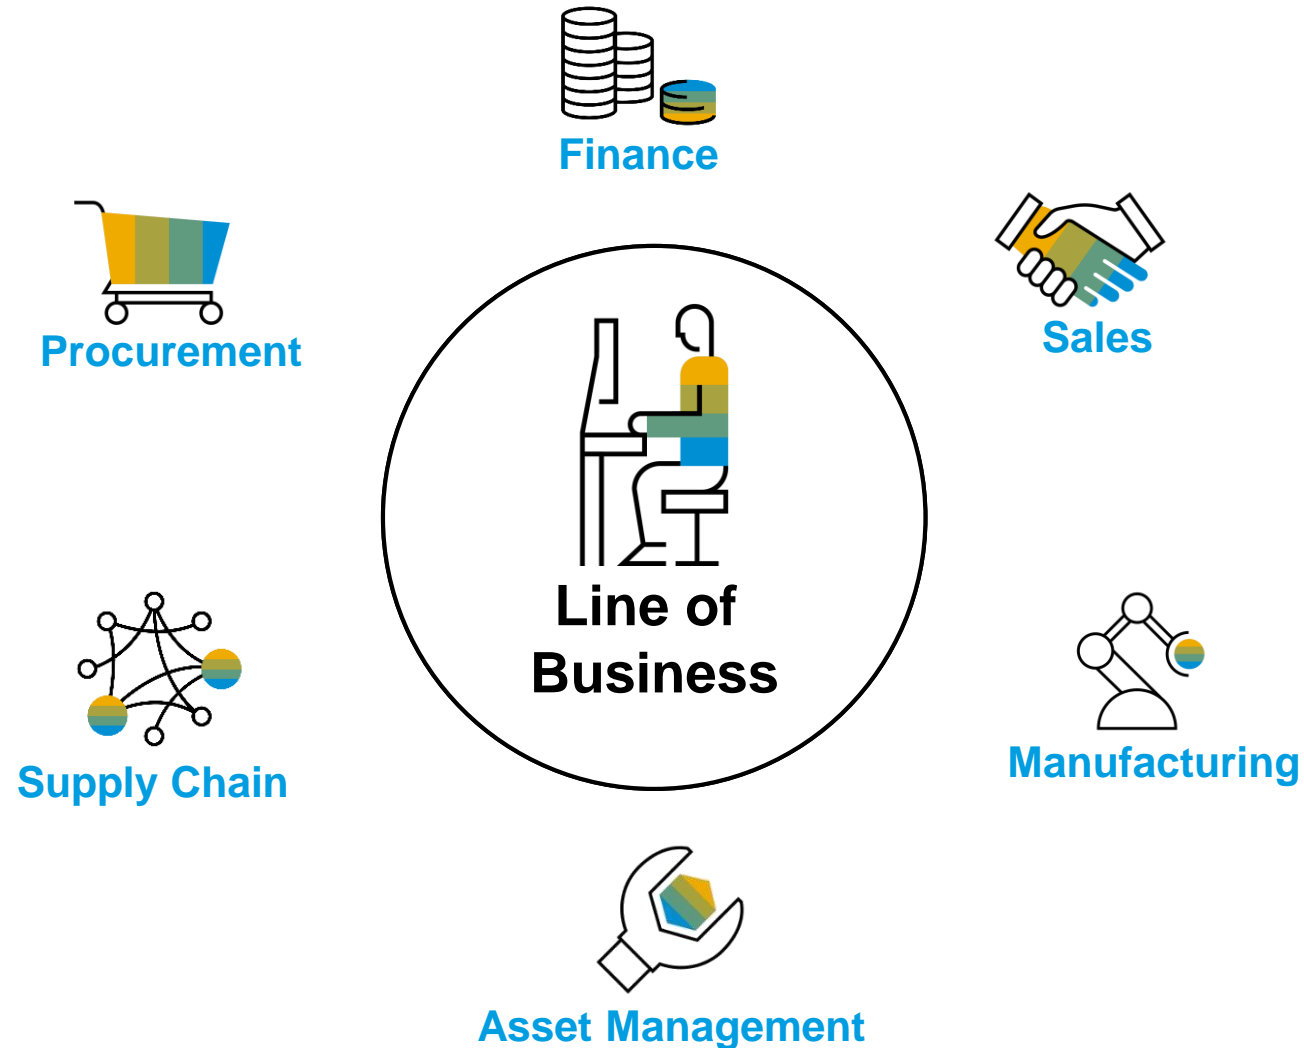 Finance
Procurement
Sales
Line of
Business
Supply Chain
Manufacturing
Asset Management